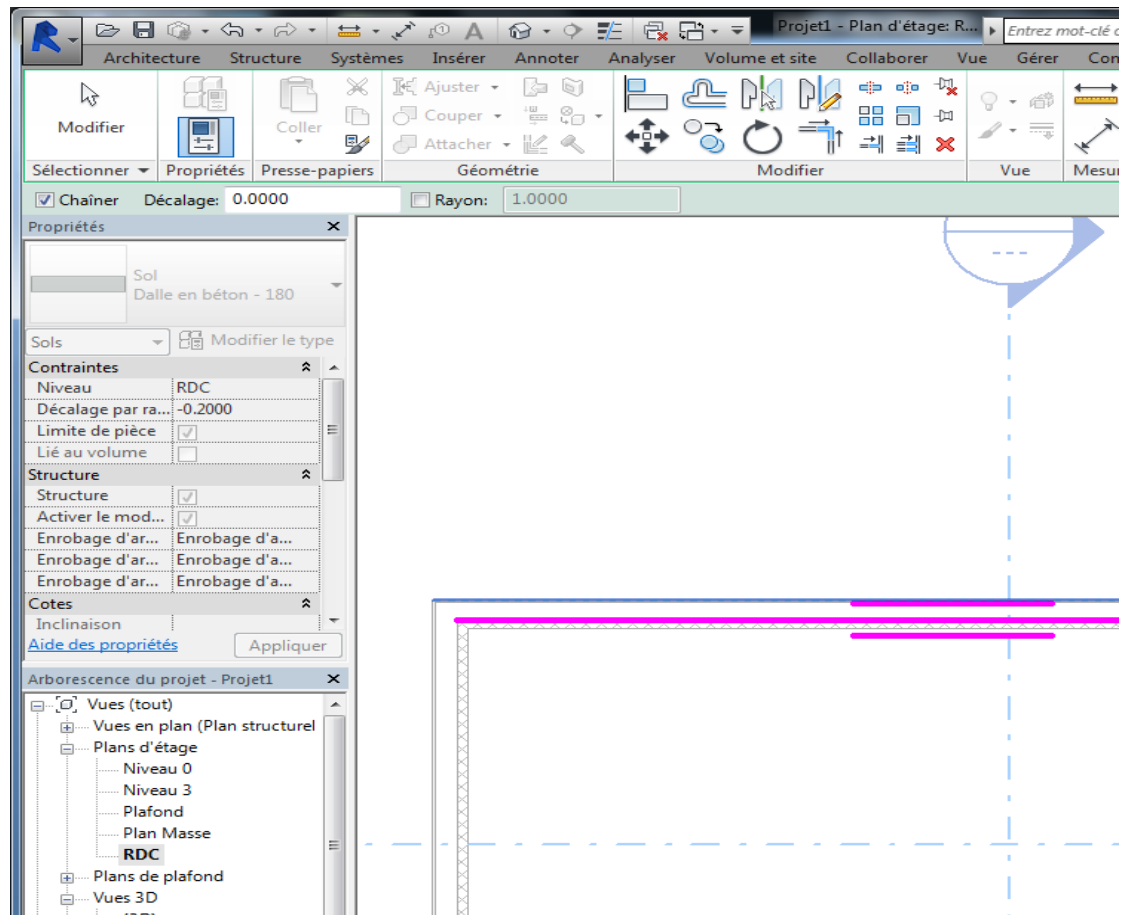 Projet1 - Plan d'étage: R...
Entrez mot-clé
Architecture Structure Systèmes Insérer Annoter Analyser Volume et site Collaborer Vue Gérer
Modifier
Coller
Ajuster
Couper
Attacher
Sélectionner Propriétés Presse-papiers Géométrie Modifier Vue Mesu
Chaîner Décalage: 0.0000 Rayon: 1.0000
Propriétés
Sol
Dalle en béton - 180
Sols Modifier le type
Contraintes
Niveau RDC
Décalage par ra... -0.2000
Limite de pièce
Lié au volume
Structure
Structure
Activer le mod...
Enrobage d'ar... Enrobage d'a...
Enrobage d'ar... Enrobage d'a...
Enrobage d'ar... Enrobage d'a...
Cotes
Inclinaison
Aide des propriétés Appliquer
Arborescence du projet - Projet1
Vues (tout)
Vues en plan (Plan structurel
Plans d'étage
Niveau 0
Niveau 3
Plafond
Plan Masse
RDC
Plans de plafond
Vues 3D
---